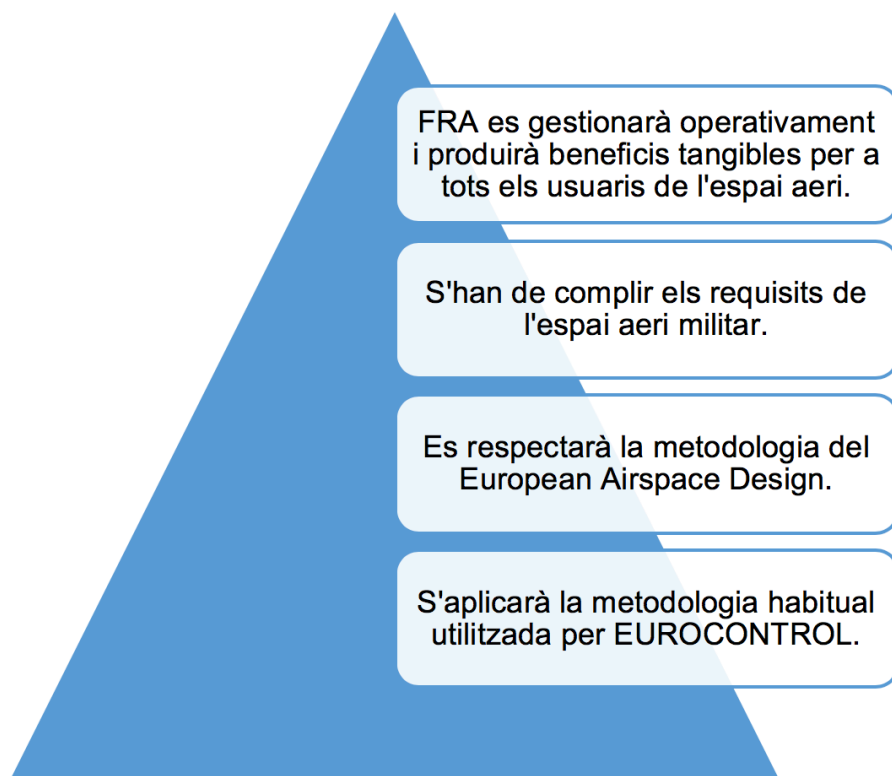 FRA es gestionarà operativament
i produirà beneficis tangibles per a
tots els usuaris de l'espai aeri.
S'han de complir els requisits de
l'espai aeri militar.
Es respectarà la metodologia del
European Airspace Design.
S'aplicarà la metodologia habitual
utilitzada per EUROCONTROL.